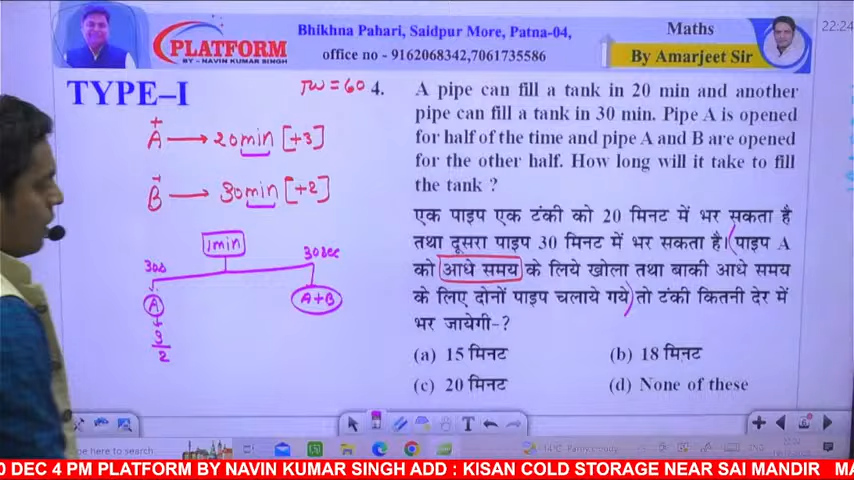 PLATFORM
BY - NAVIN KUMAR SINGH
Bhikhna Pahari, Saidpur More, Patna-04,
office no - 9162068342,7061735586
Maths
By Amarjeet Sir
22:24
TYPE–I
TW = 60
+
A → 20min [+3]
+
B → 30min [+2]
1min
30s
30sec
A
A+B
+3/2
4. A pipe can fill a tank in 20 min and another
pipe can fill a tank in 30 min. Pipe A is opened
for half of the time and pipe A and B are opened
for the other half. How long will it take to fill
the tank ?
एक पाइप एक टंकी को 20 मिनट में भर सकता है
तथा दूसरा पाइप 30 मिनट में भर सकता है। (पाइप A
को आधे समय के लिये खोला तथा बाकी आधे समय
के लिए दोनों पाइप चलाये गये) तो टंकी कितनी देर में
भर जायेगी-?
(a) 15 मिनट
(b) 18 मिनट
(c) 20 मिनट
(d) None of these
here to search
0 DEC 4 PM PLATFORM BY NAVIN KUMAR SINGH ADD : KISAN COLD STORAGE NEAR SAI MANDIR MA